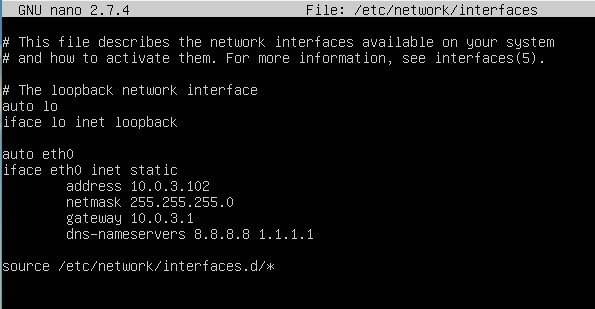 GNU nano 2.7.4 File: /etc/network/interfaces
# This file describes the network interfaces available on your system
# and how to activate them. For more information, see interfaces(5).
# The loopback network interface
auto lo
iface lo inet loopback
auto eth0
iface eth0 inet static
address 10.0.3.102
netmask 255.255.255.0
gateway 10.0.3.1
dns-nameservers 8.8.8.8 1.1.1.1
source /etc/network/interfaces.d/*